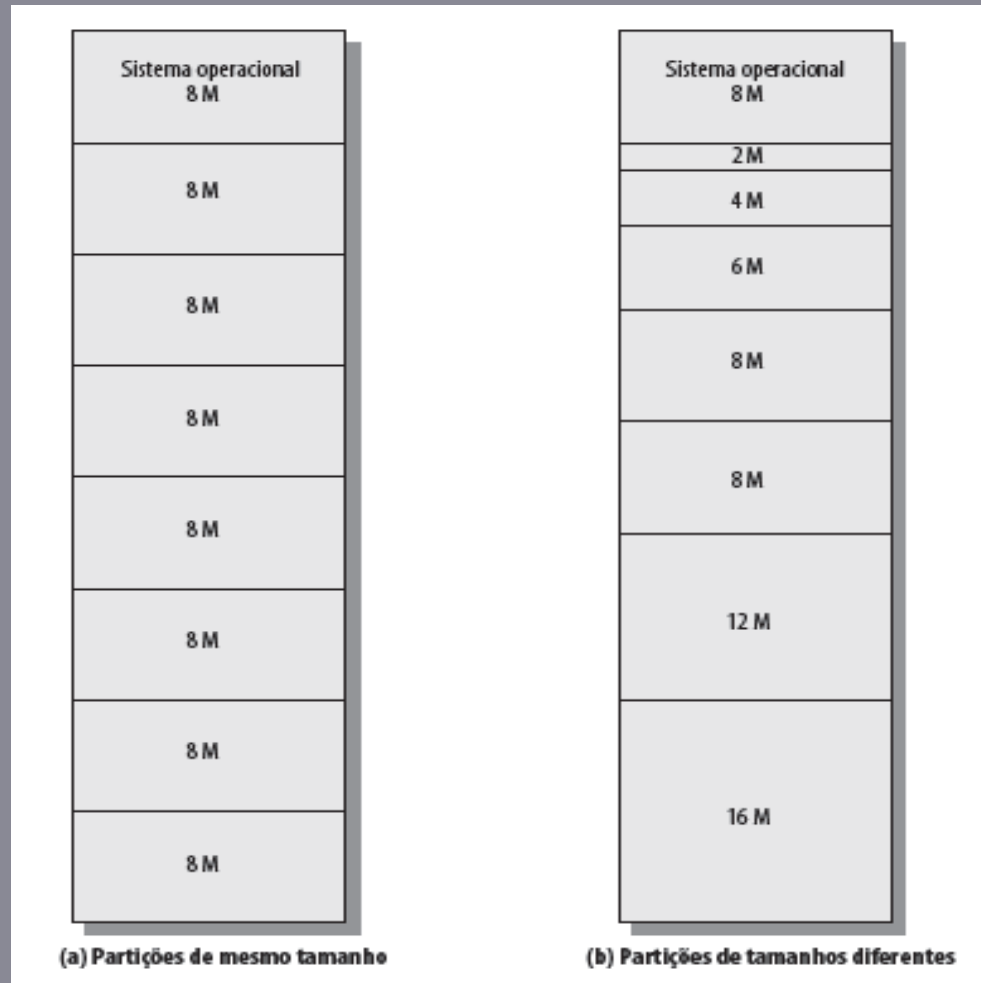 Sistema operacional
8 M
8 M
8 M
8 M
8 M
8 M
8 M
8 M
(a) Partições de mesmo tamanho
Sistema operacional
8 M
2 M
4 M
6 M
8 M
8 M
12 M
16 M
(b) Partições de tamanhos diferentes